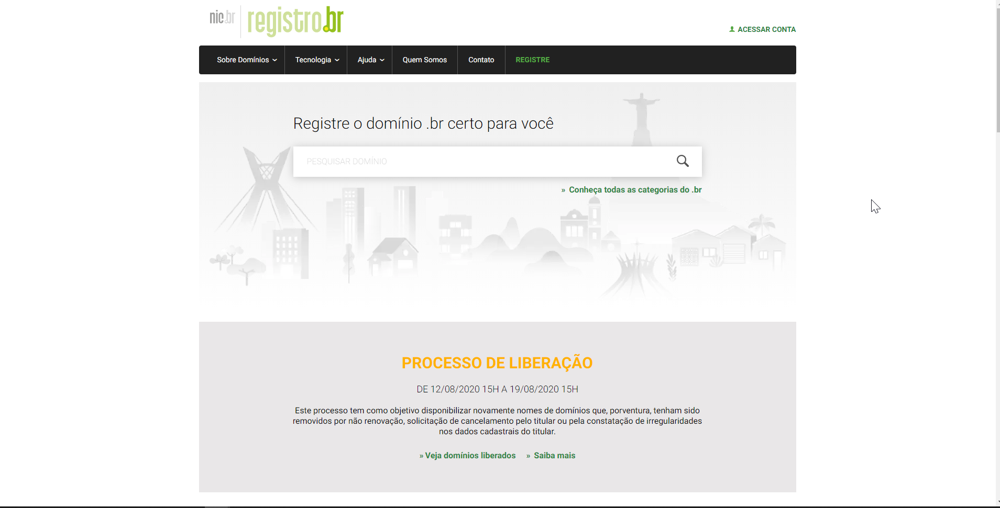 nic.br
registro.br
ACESSAR CONTA
Sobre Domínios
Tecnologia
Ajuda
Quem Somos
Contato
REGISTRE
Registre o domínio .br certo para você
PESQUISAR DOMÍNIO
» Conheça todas as categorias do .br
PROCESSO DE LIBERAÇÃO
DE 12/08/2020 15H A 19/08/2020 15H
Este processo tem como objetivo disponibilizar novamente nomes de domínios que, porventura, tenham sido
removidos por não renovação, solicitação de cancelamento pelo titular ou pela constatação de irregularidades
nos dados cadastrais do titular.
» Veja domínios liberados » Saiba mais